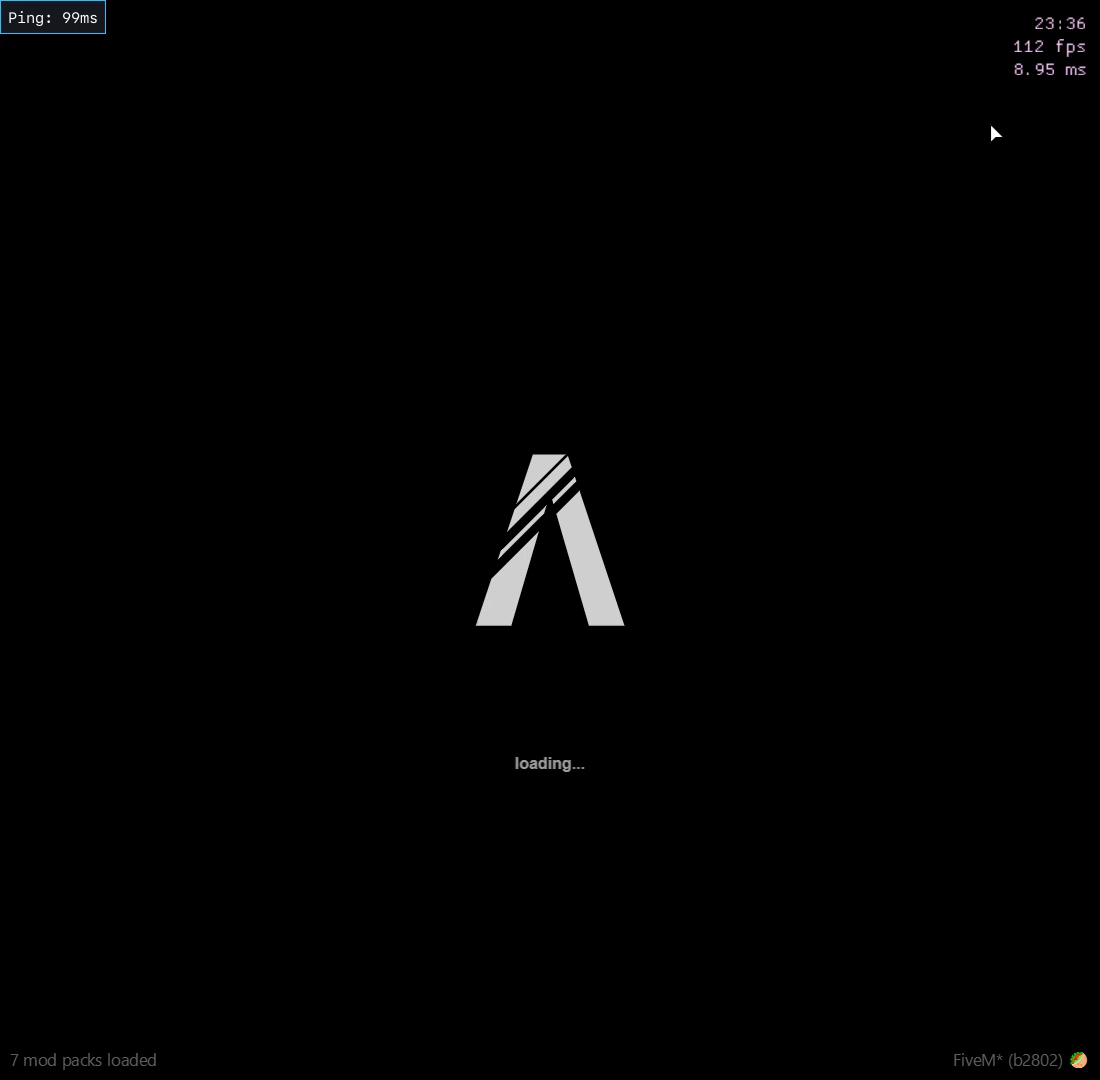 Ping: 99ms
23:36
112 fps
8.95 ms
loading...
7 mod packs loaded
FiveM* (b2802) 🥙